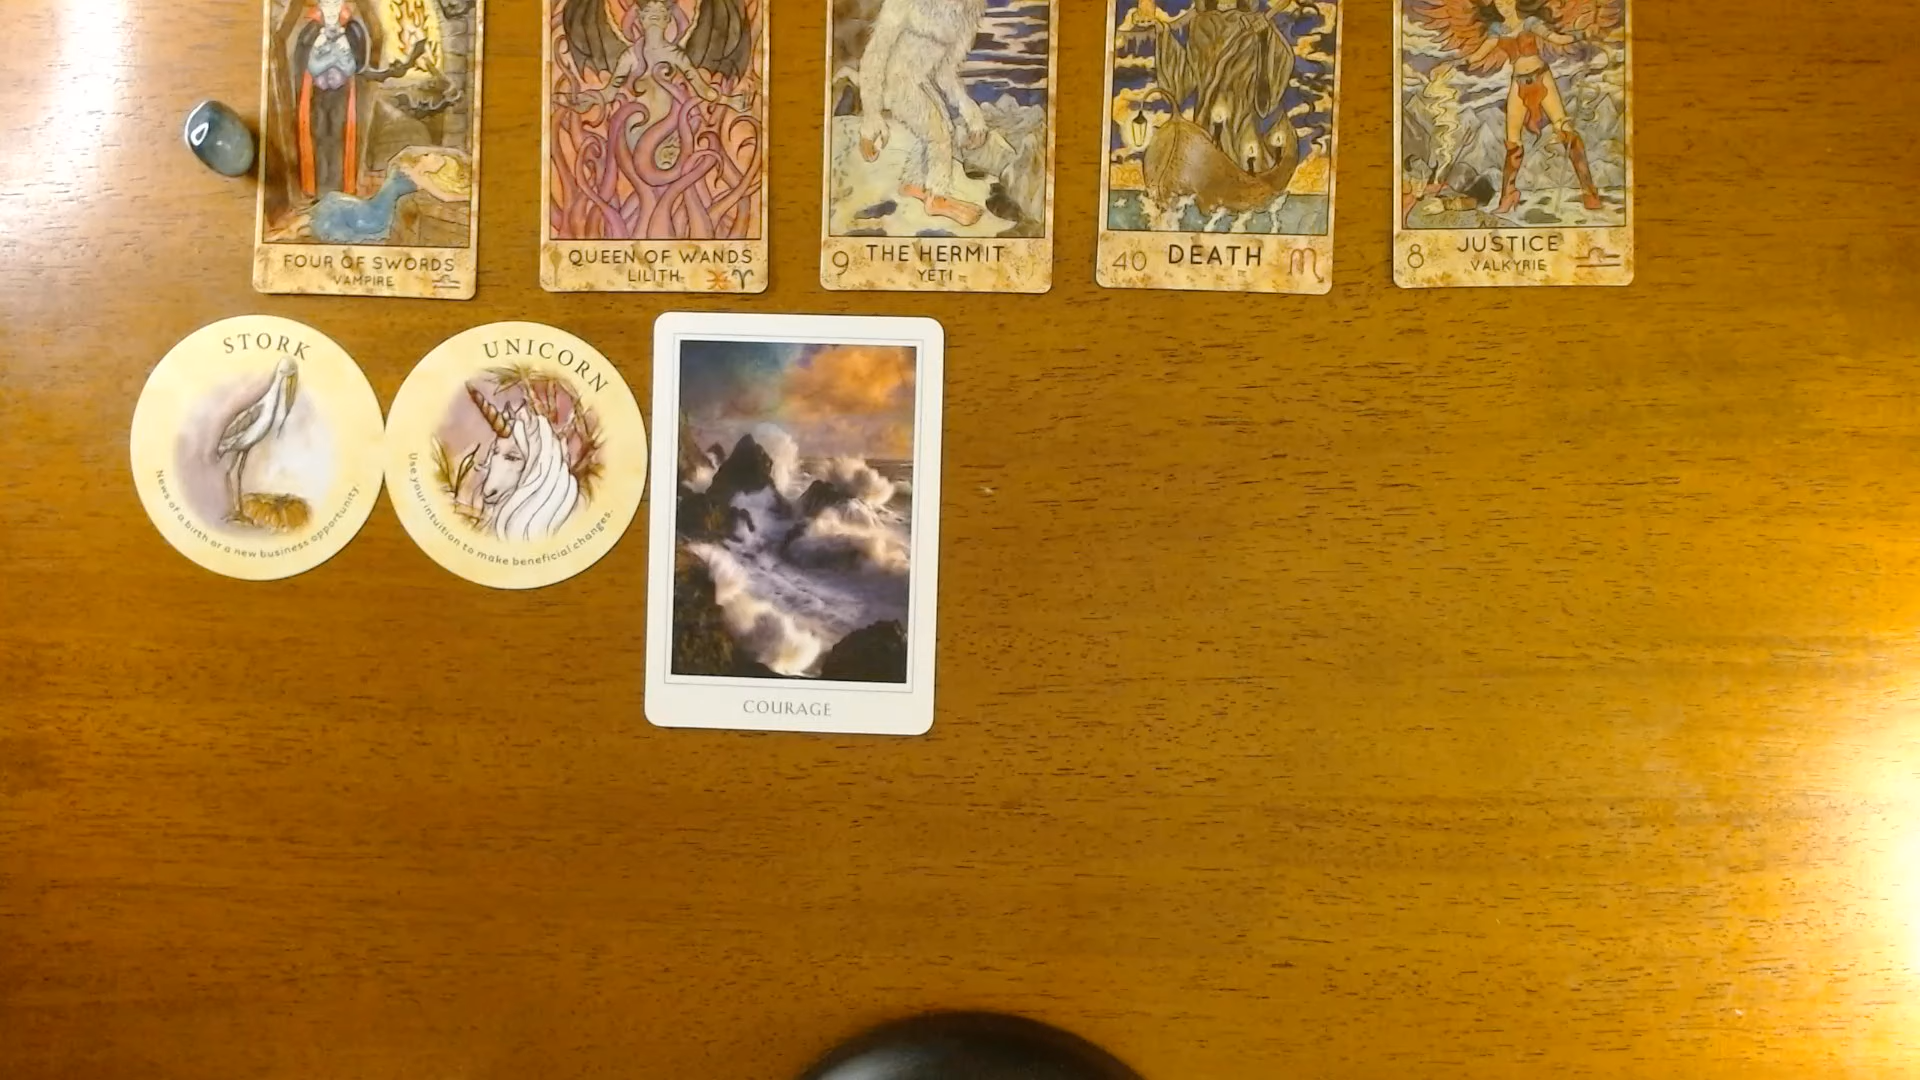 FOUR OF SWORDS
VAMPIRE
QUEEN OF WANDS
LILITH
9
THE HERMIT
YETI
40
DEATH
8
JUSTICE
VALKYRIE
STORK
News of a birth or a new business opportunity.
UNICORN
Use your intuition to make beneficial changes.
COURAGE